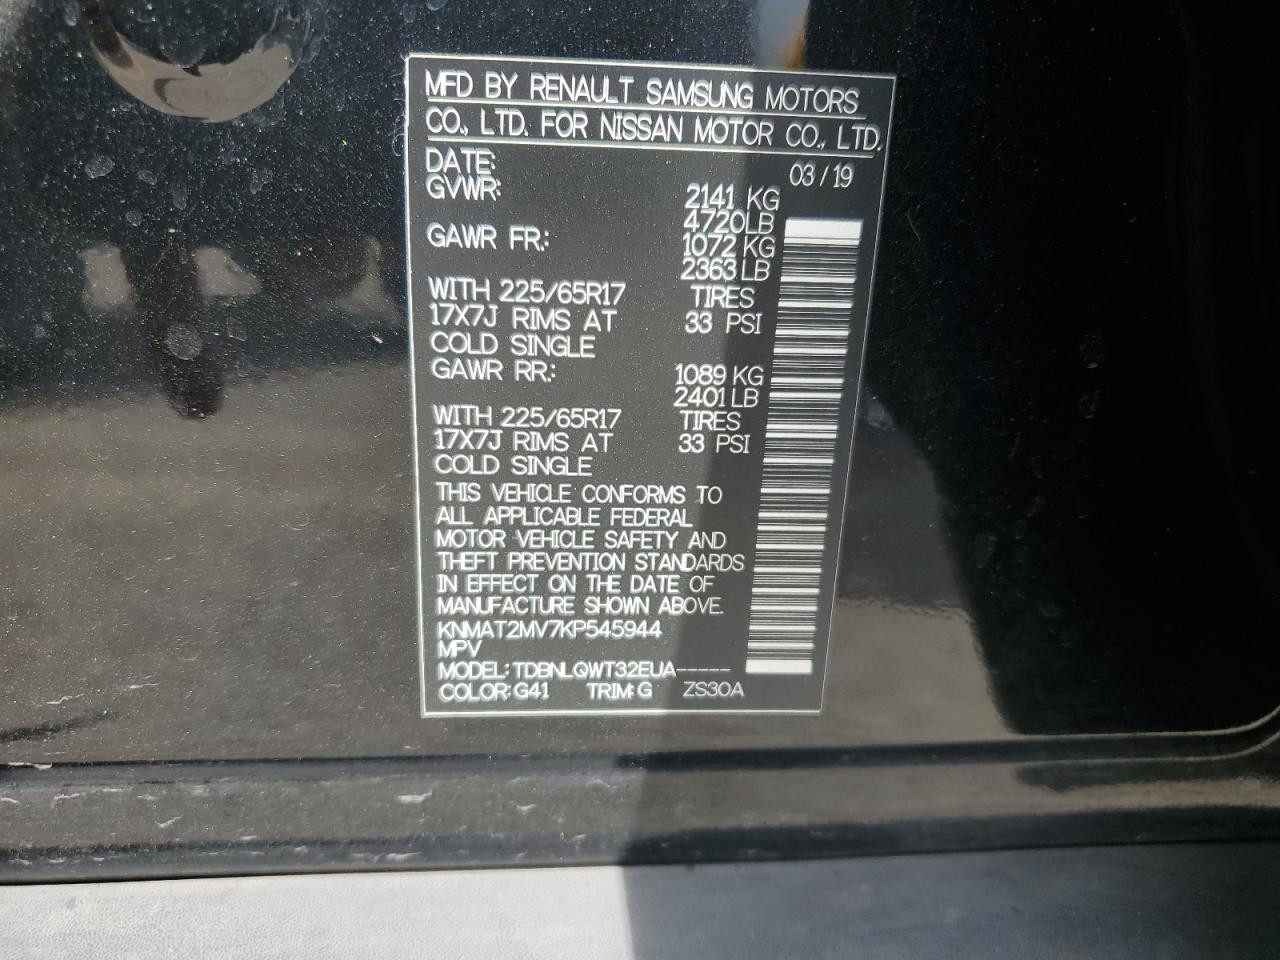 MFD BY RENAULT SAMSUNG MOTORS
CO., LTD. FOR NISSAN MOTOR CO., LTD.
DATE: 03/19
GVWR: 2141 KG
4720LB
GAWR FR.: 1072 KG
2363 LB
WITH 225/65R17 TIRES
17X7J RIMS AT 33 PSI
COLD SINGLE
GAWR RR.: 1089 KG
2401 LB
WITH 225/65R17 TIRES
17X7J RIMS AT 33 PSI
COLD SINGLE
THIS VEHICLE CONFORMS TO
ALL APPLICABLE FEDERAL
MOTOR VEHICLE SAFETY AND
THEFT PREVENTION STANDARDS
IN EFFECT ON THE DATE OF
MANUFACTURE SHOWN ABOVE.
KNMAT2MV7KP545944
MPV
MODEL: TDBNLQWT32EUA-----
COLOR: G41 TRIM: G ZS30A